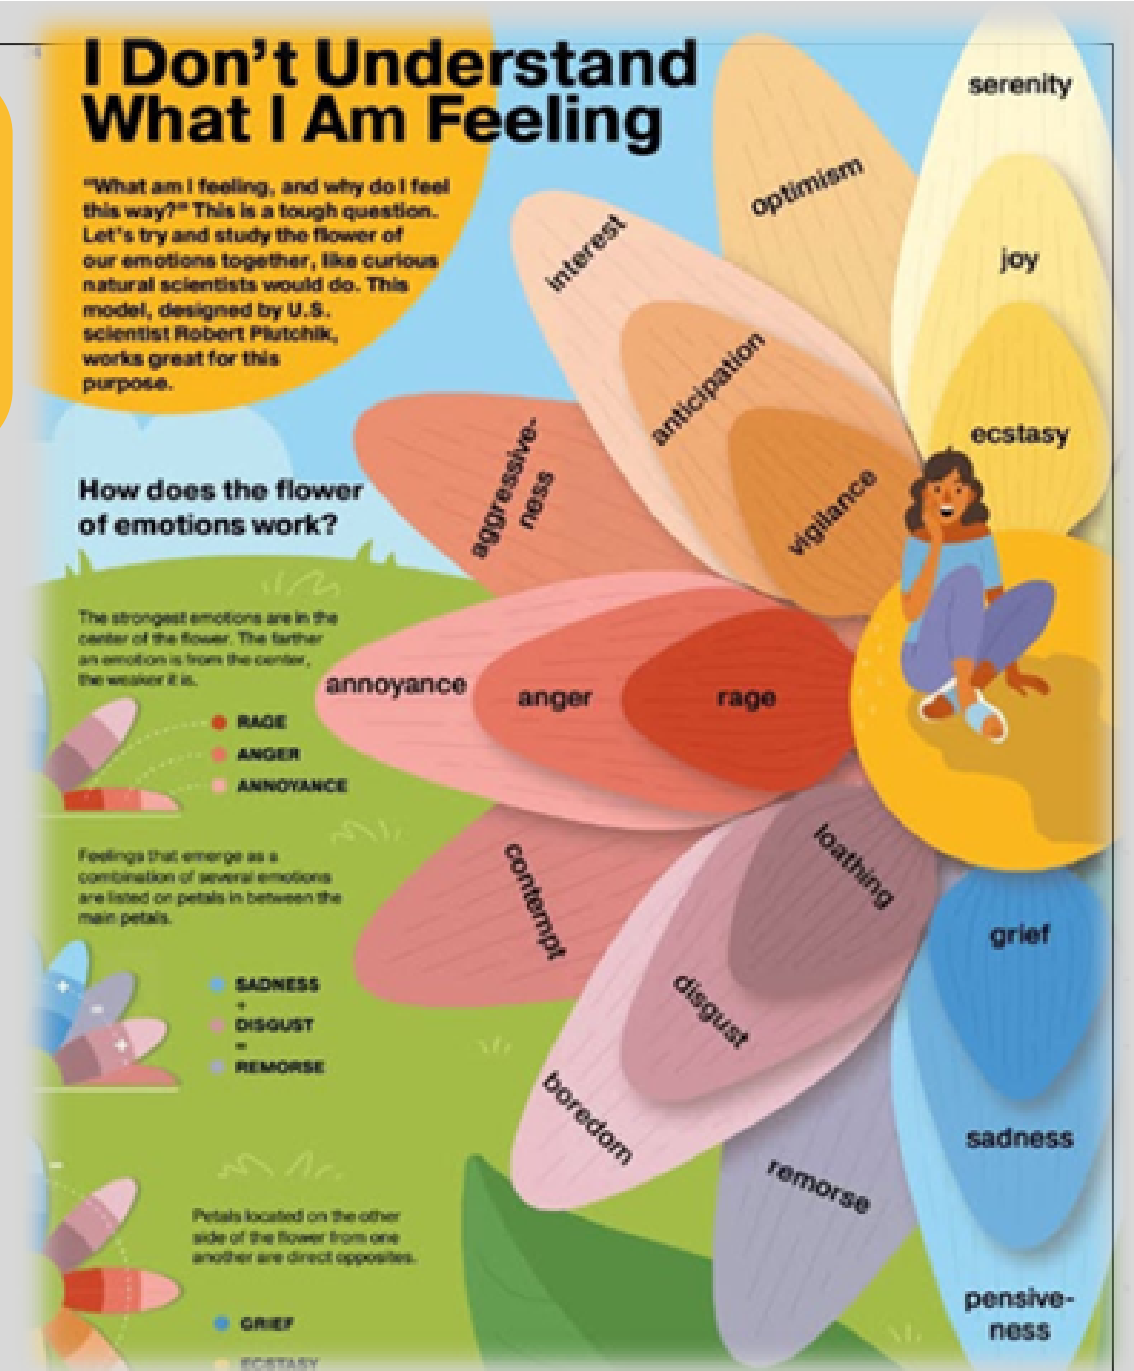 I Don't Understand
What I Am Feeling
"What am I feeling, and why do I feel
this way?" This is a tough question.
Let's try and study the flower of
our emotions together, like curious
natural scientists would do. This
model, designed by U.S.
scientist Robert Plutchik,
works great for this
purpose.
How does the flower
of emotions work?
The strongest emotions are in the
center of the flower. The farther
an emotion is from the center,
the weaker it is.
RAGE
ANGER
ANNOYANCE
Feelings that emerge as a
combination of several emotions
are listed on petals in between the
main petals.
SADNESS
+
DISGUST
=
REMORSE
Petals located on the other
side of the flower from one
another are direct opposites.
GRIEF
ECSTASY
serenity
joy
ecstasy
optimism
interest
anticipation
vigilance
aggressive-
ness
annoyance
anger
rage
contempt
loathing
disgust
boredom
remorse
grief
sadness
pensive-
ness